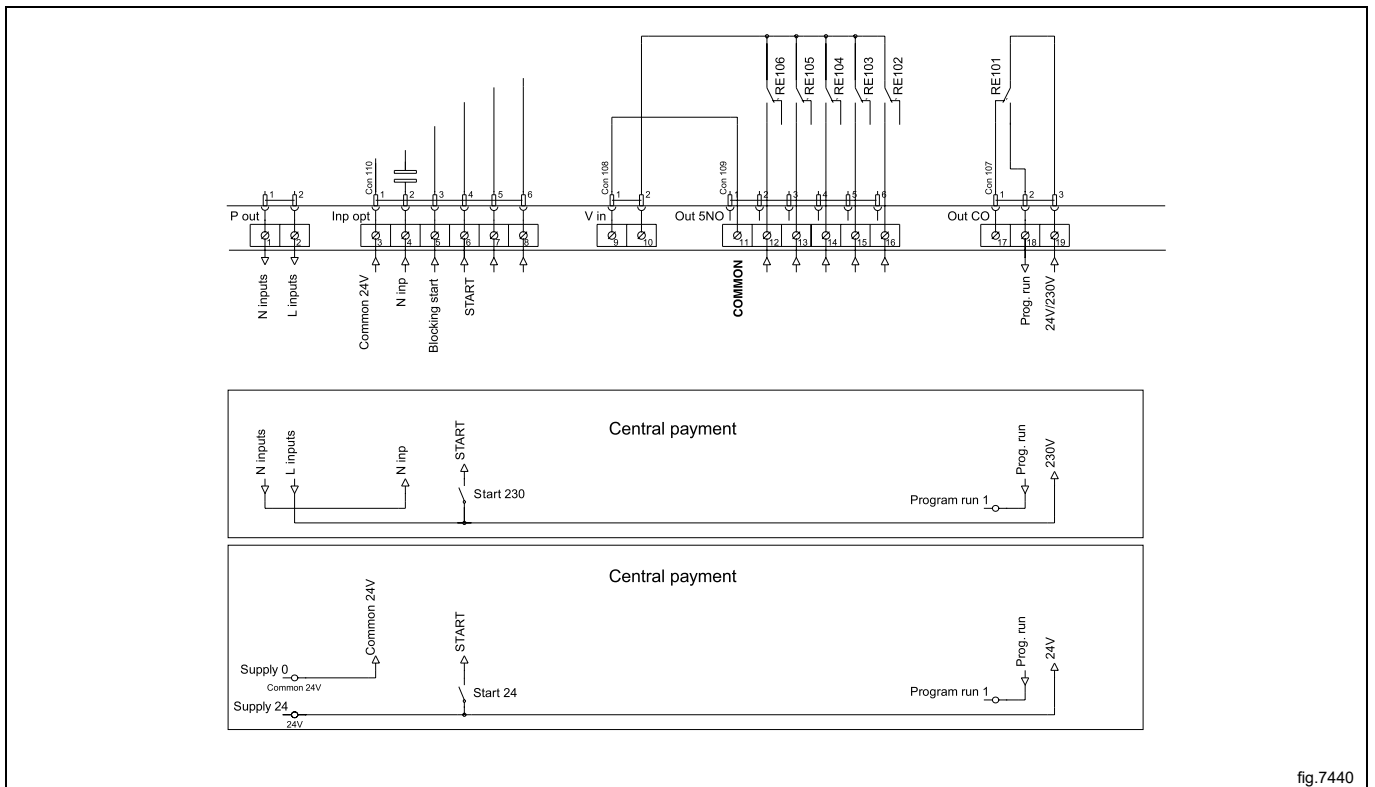 RE106 RE105 RE104 RE103 RE102 RE101
Con 110 Con 108 Con 109 Con 107
1 2 1 2 3 4 5 6 1 2 1 2 3 4 5 6 1 2 3
P out Inp opt V in Out 5NO Out CO
1 2 3 4 5 6 7 8 9 10 11 12 13 14 15 16 17 18 19
N inputs
L inputs
Common 24V
N inp
Blocking start
START
COMMON
Prog. run
24V/230V
Central payment
N inputs
L inputs
N inp
START
Start 230
Program run 1
Prog. run
230V
Central payment
Supply 0
Common 24V
Common 24V
Supply 24
24V
START
Start 24
Program run 1
Prog. run
24V
fig.7440